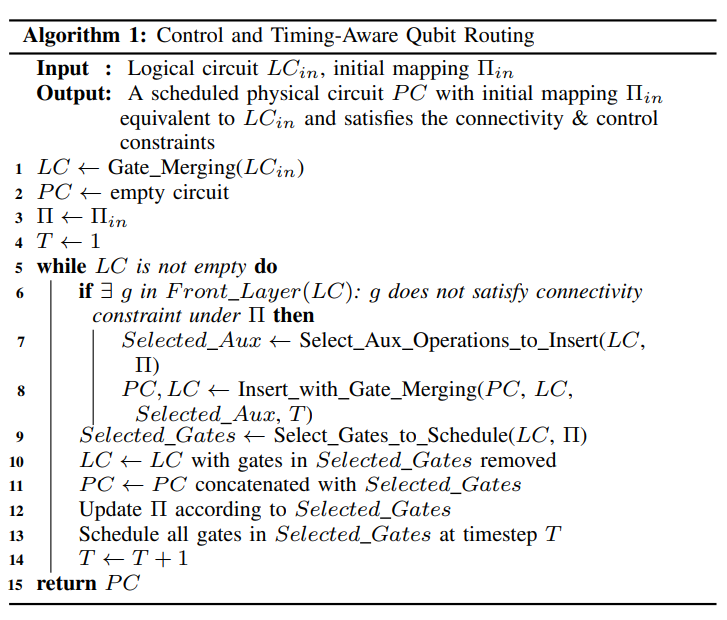 Algorithm 1: Control and Timing-Aware Qubit Routing
Input : Logical circuit LC_in, initial mapping Π_in
Output: A scheduled physical circuit PC with initial mapping Π_in
equivalent to LC_in and satisfies the connectivity & control
constraints
1 LC ← Gate_Merging(LC_in)
2 PC ← empty circuit
3 Π ← Π_in
4 T ← 1
5 while LC is not empty do
6 if ∃ g in Front_Layer(LC): g does not satisfy connectivity
constraint under Π then
7 Selected_Aux ← Select_Aux_Operations_to_Insert(LC,
Π)
8 PC, LC ← Insert_with_Gate_Merging(PC, LC,
Selected_Aux, T)
9 Selected_Gates ← Select_Gates_to_Schedule(LC, Π)
10 LC ← LC with gates in Selected_Gates removed
11 PC ← PC concatenated with Selected_Gates
12 Update Π according to Selected_Gates
13 Schedule all gates in Selected_Gates at timestep T
14 T ← T + 1
15 return PC